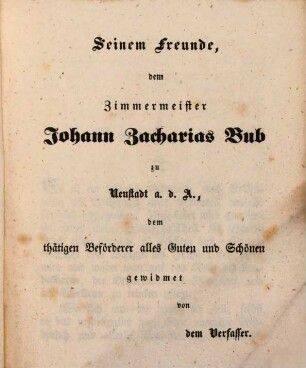 Seinem Freunde,
dem
Zimmermeister
Johann Zacharias Bub
zu
Neustadt a. d. A.,
dem
thätigen Beförderer alles Guten und Schönen
gewidmet
von
dem Verfasser.